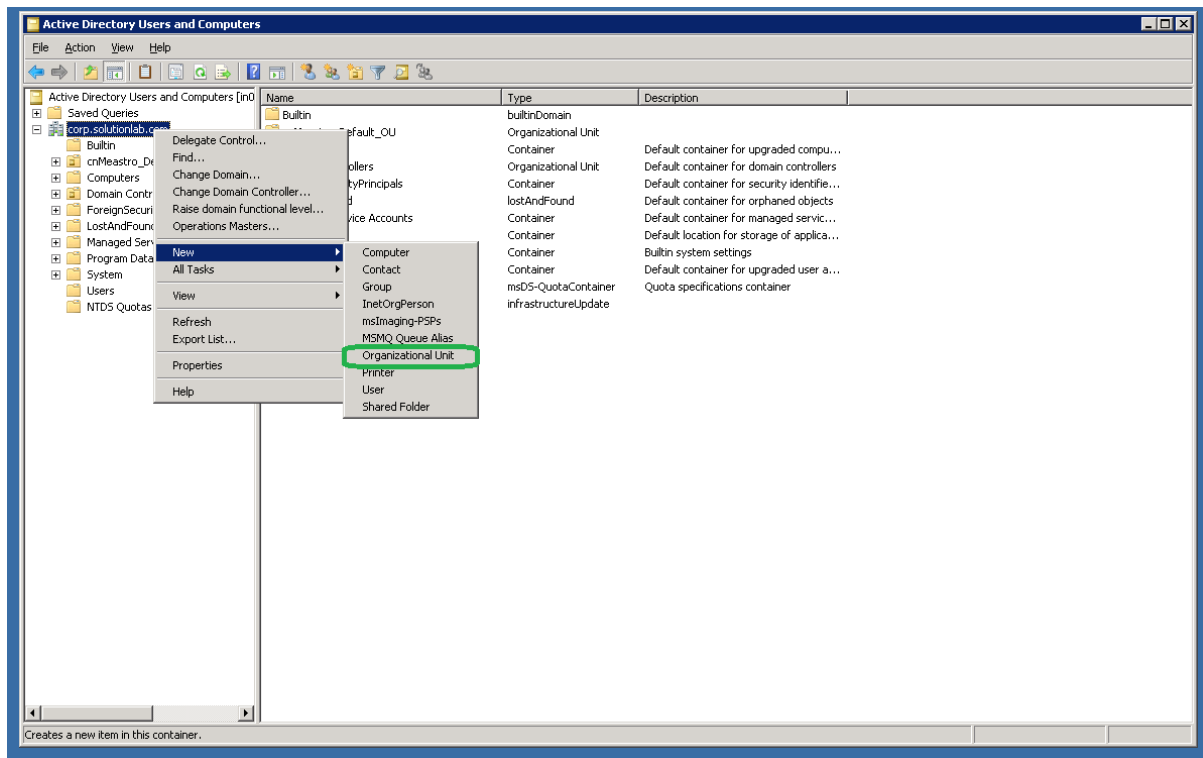 Active Directory Users and Computers
File Action View Help
Active Directory Users and Computers [in0
Saved Queries
corp.solutionlab.com
Builtin
cnMeastro_De
Computers
Domain Contr
ForeignSecuri
LostAndFound
Managed Serv
Program Data
System
Users
NTDS Quotas
Delegate Control...
Find...
Change Domain...
Change Domain Controller...
Raise domain functional level...
Operations Masters...
New
All Tasks
View
Refresh
Export List...
Properties
Help
Computer
Contact
Group
InetOrgPerson
msImaging-PSPs
MSMQ Queue Alias
Organizational Unit
Printer
User
Shared Folder
Name Type Description
Builtin builtinDomain
efault_OU Organizational Unit
Container Default container for upgraded compu...
ollers Organizational Unit Default container for domain controllers
tyPrincipals Container Default container for security identifie...
d lostAndFound Default container for orphaned objects
vice Accounts Container Default container for managed servic...
Container Default location for storage of applica...
Container Builtin system settings
Container Default container for upgraded user a...
msDS-QuotaContainer Quota specifications container
infrastructureUpdate
Creates a new item in this container.